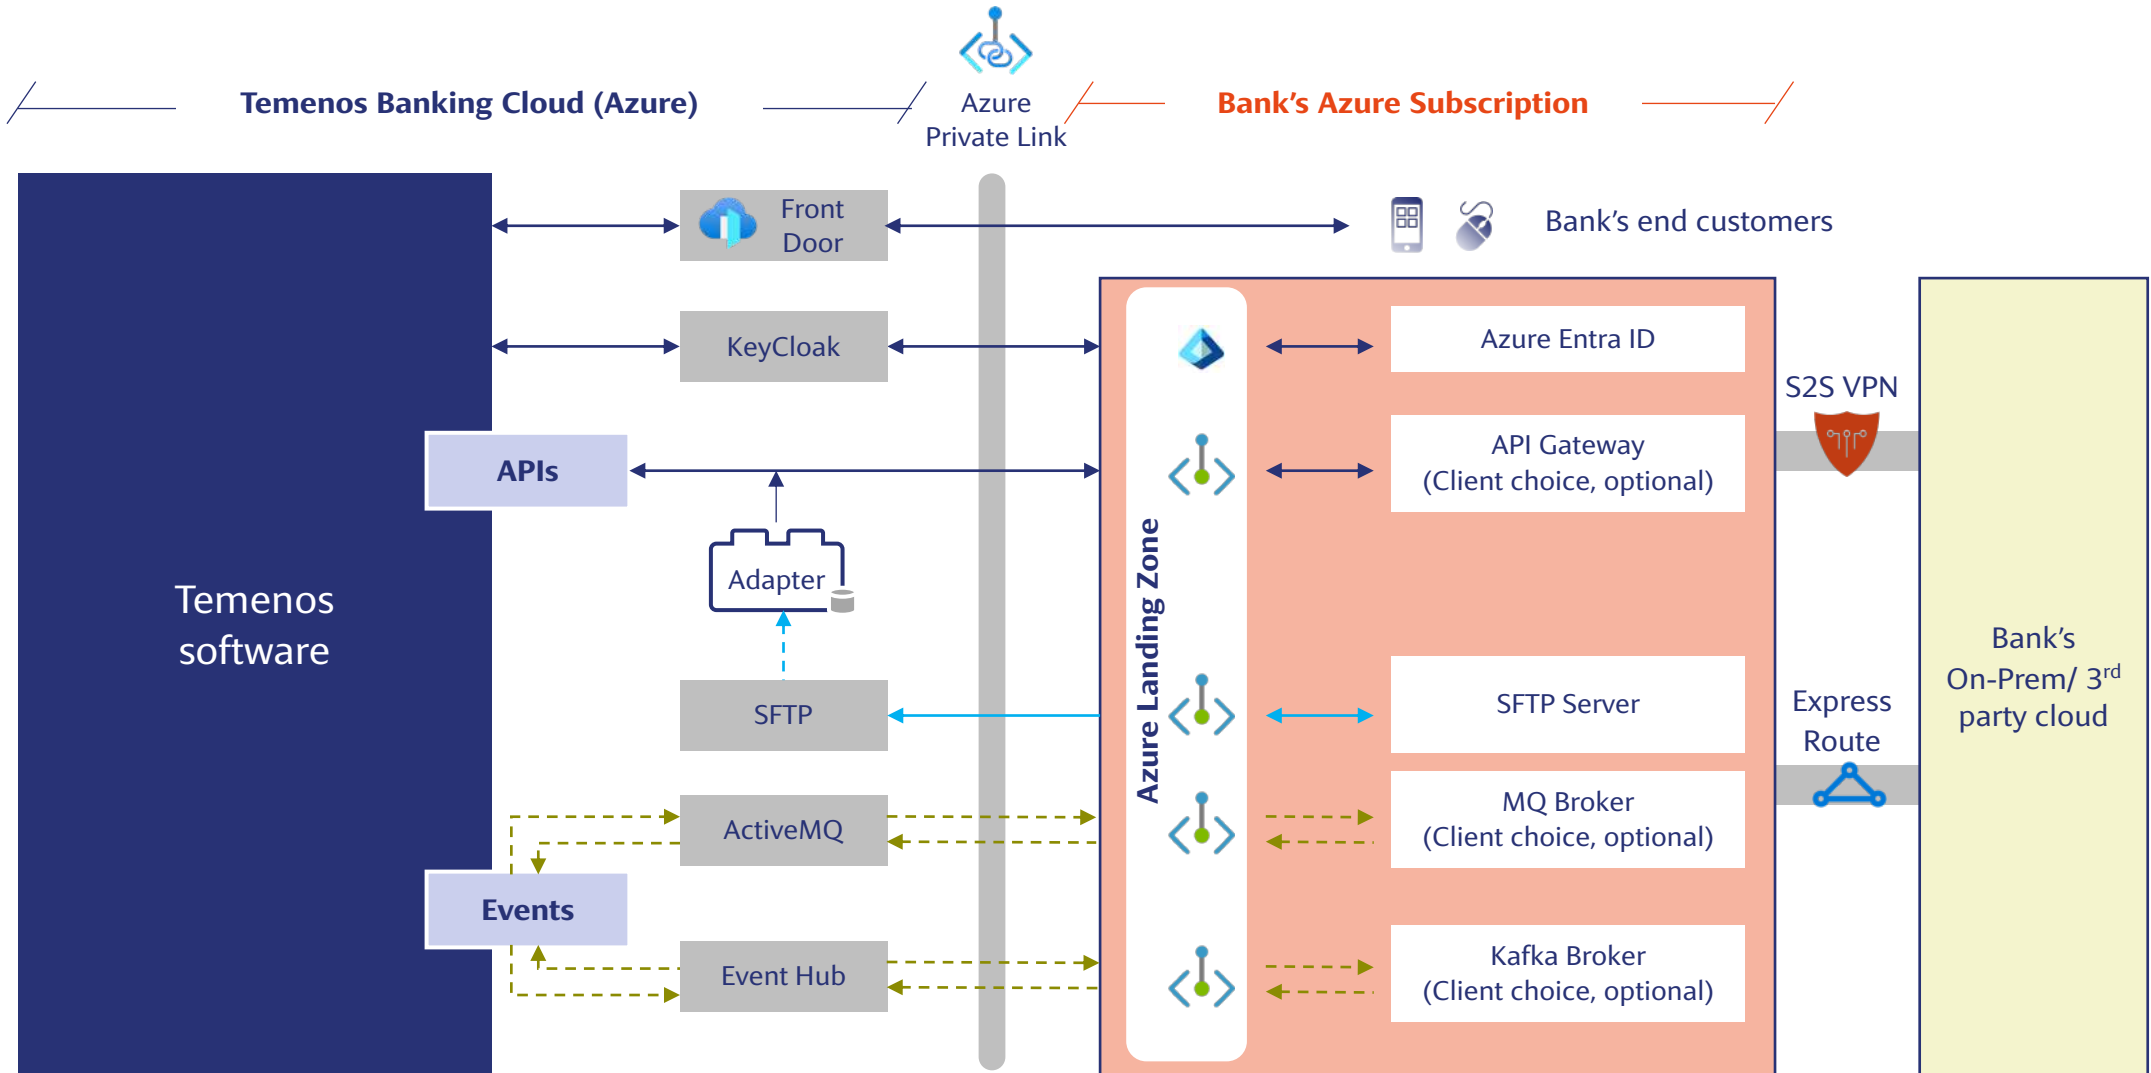 Temenos Banking Cloud (Azure)
Azure
Private Link
Bank’s Azure Subscription
Front
Door
Bank’s end customers
KeyCloak
Azure Entra ID
S2S VPN
APIs
API Gateway
(Client choice, optional)
Adapter
Azure Landing Zone
Temenos
software
SFTP
SFTP Server
Express
Route
Bank’s
On-Prem/ 3rd
party cloud
ActiveMQ
MQ Broker
(Client choice, optional)
Events
Event Hub
Kafka Broker
(Client choice, optional)